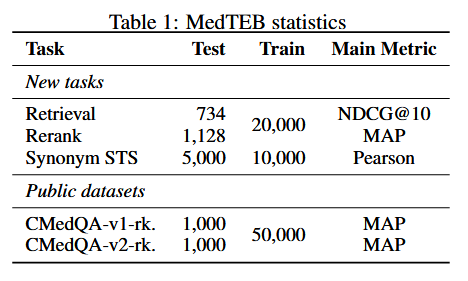 Table 1: MedTEB statistics
Task Test Train Main Metric
New tasks
Retrieval 734 20,000 NDCG@10
Rerank 1,128 MAP
Synonym STS 5,000 10,000 Pearson
Public datasets
CMedQA-v1-rk. 1,000 50,000 MAP
CMedQA-v2-rk. 1,000 MAP